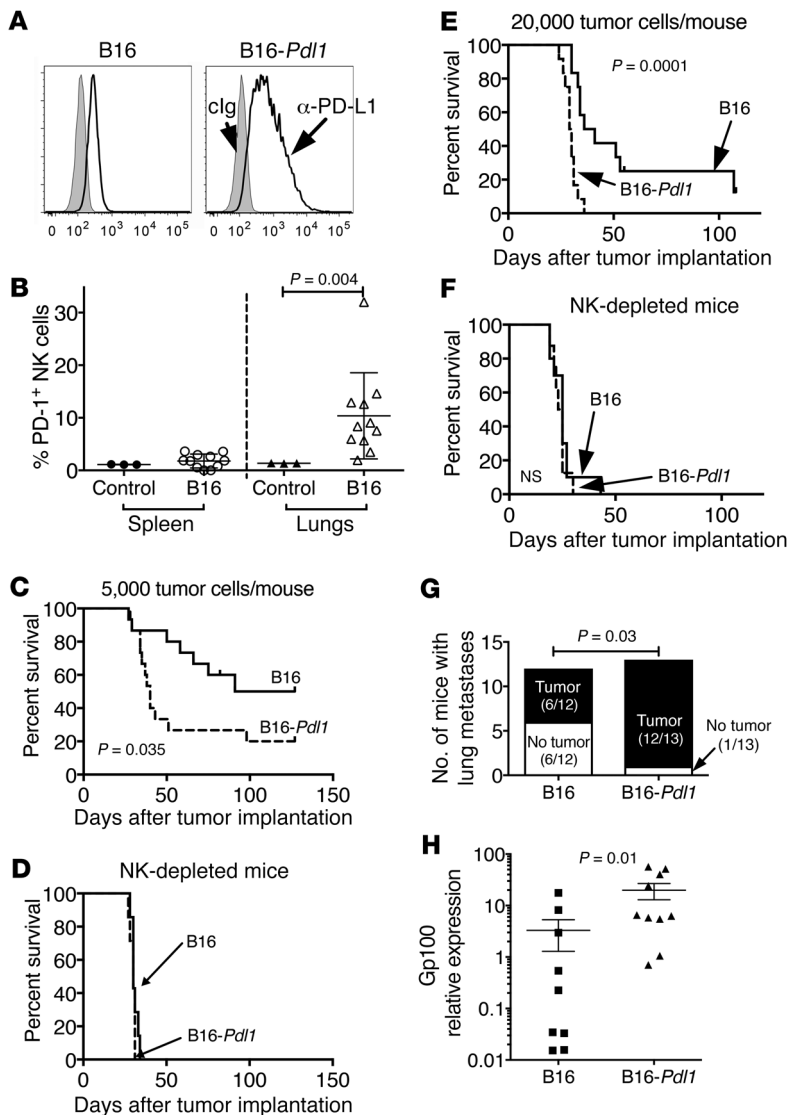 A
B16
B16-Pdl1
cIg
α-PD-L1
0 10² 10³ 10⁴ 10⁵
0 10² 10³ 10⁴ 10⁵
B
% PD-1⁺ NK cells
30
20
10
0
P = 0.004
Control B16 Control B16
Spleen Lungs
C
5,000 tumor cells/mouse
Percent survival
100
80
60
40
20
0
B16
B16-Pdl1
P = 0.035
0 50 100 150
Days after tumor implantation
D
NK-depleted mice
Percent survival
100
80
60
40
20
0
B16
B16-Pdl1
0 50 100 150
Days after tumor implantation
E
20,000 tumor cells/mouse
Percent survival
100
80
60
40
20
0
P = 0.0001
B16
B16-Pdl1
0 50 100
Days after tumor implantation
F
NK-depleted mice
Percent survival
100
80
60
40
20
0
B16
B16-Pdl1
NS
0 50 100
Days after tumor implantation
G
No. of mice with
lung metastases
15
10
5
0
P = 0.03
Tumor
(6/12)
No tumor
(6/12)
Tumor
(12/13)
No tumor
(1/13)
B16 B16-Pdl1
H
Gp100
relative expression
100
10
1
0.1
0.01
P = 0.01
B16 B16-Pdl1